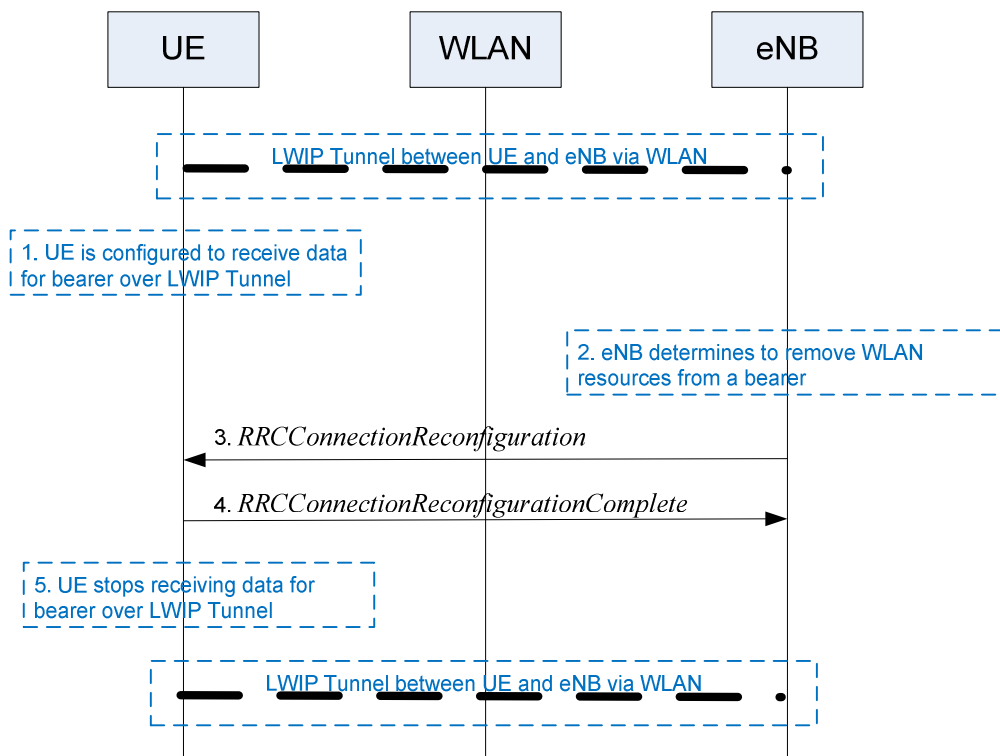 UE
WLAN
eNB
LWIP Tunnel between UE and eNB via WLAN
1. UE is configured to receive data
for bearer over LWIP Tunnel
2. eNB determines to remove WLAN
resources from a bearer
3. RRCConnectionReconfiguration
4. RRCConnectionReconfigurationComplete
5. UE stops receiving data for
bearer over LWIP Tunnel
LWIP Tunnel between UE and eNB via WLAN